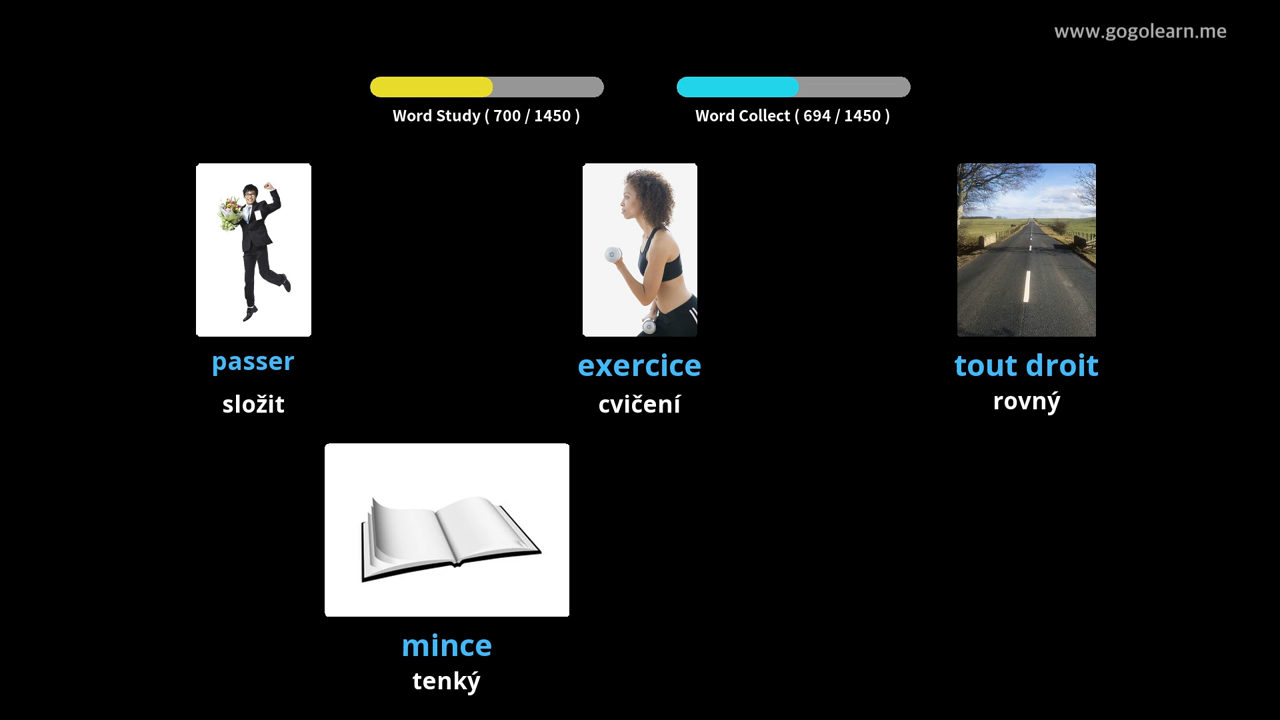 www.gogolearn.me
Word Study ( 700 / 1450 )
Word Collect ( 694 / 1450 )
passer
složit
exercice
cvičení
tout droit
rovný
mince
tenký